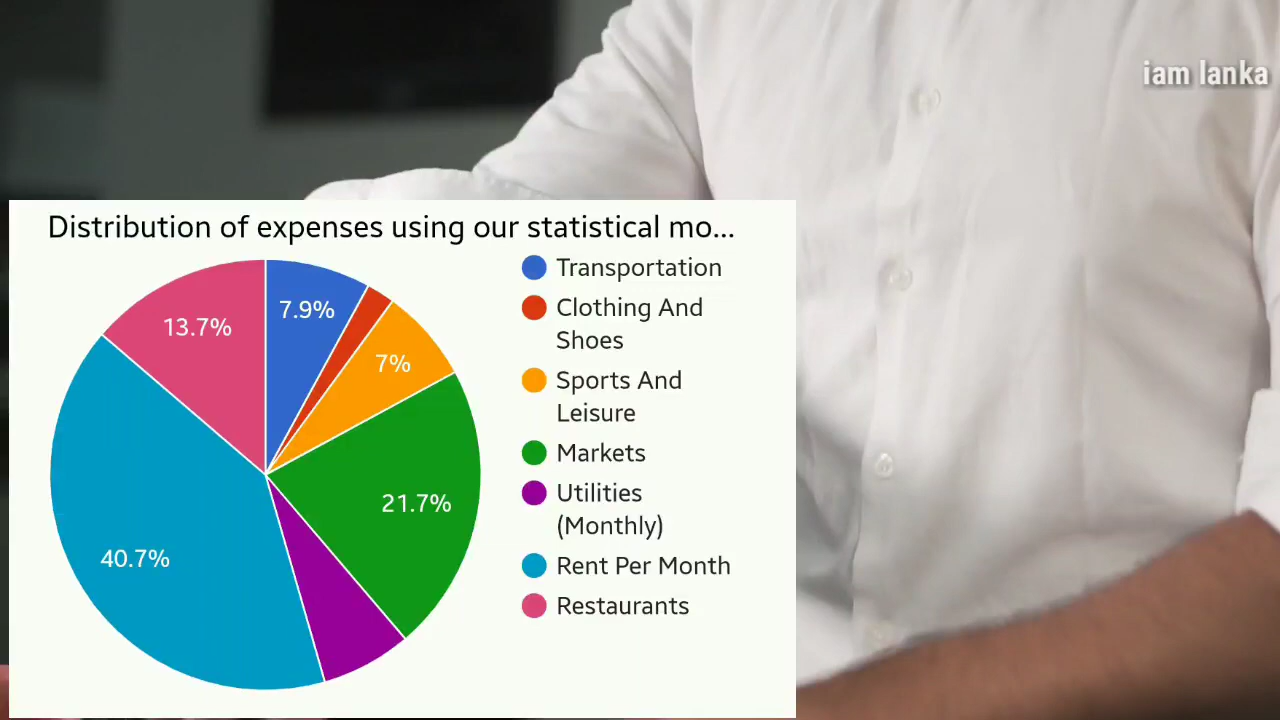 iam lanka
Distribution of expenses using our statistical mo...
Transportation
Clothing And
Shoes
Sports And
Leisure
Markets
Utilities
(Monthly)
Rent Per Month
Restaurants
7.9%
13.7%
7%
21.7%
40.7%